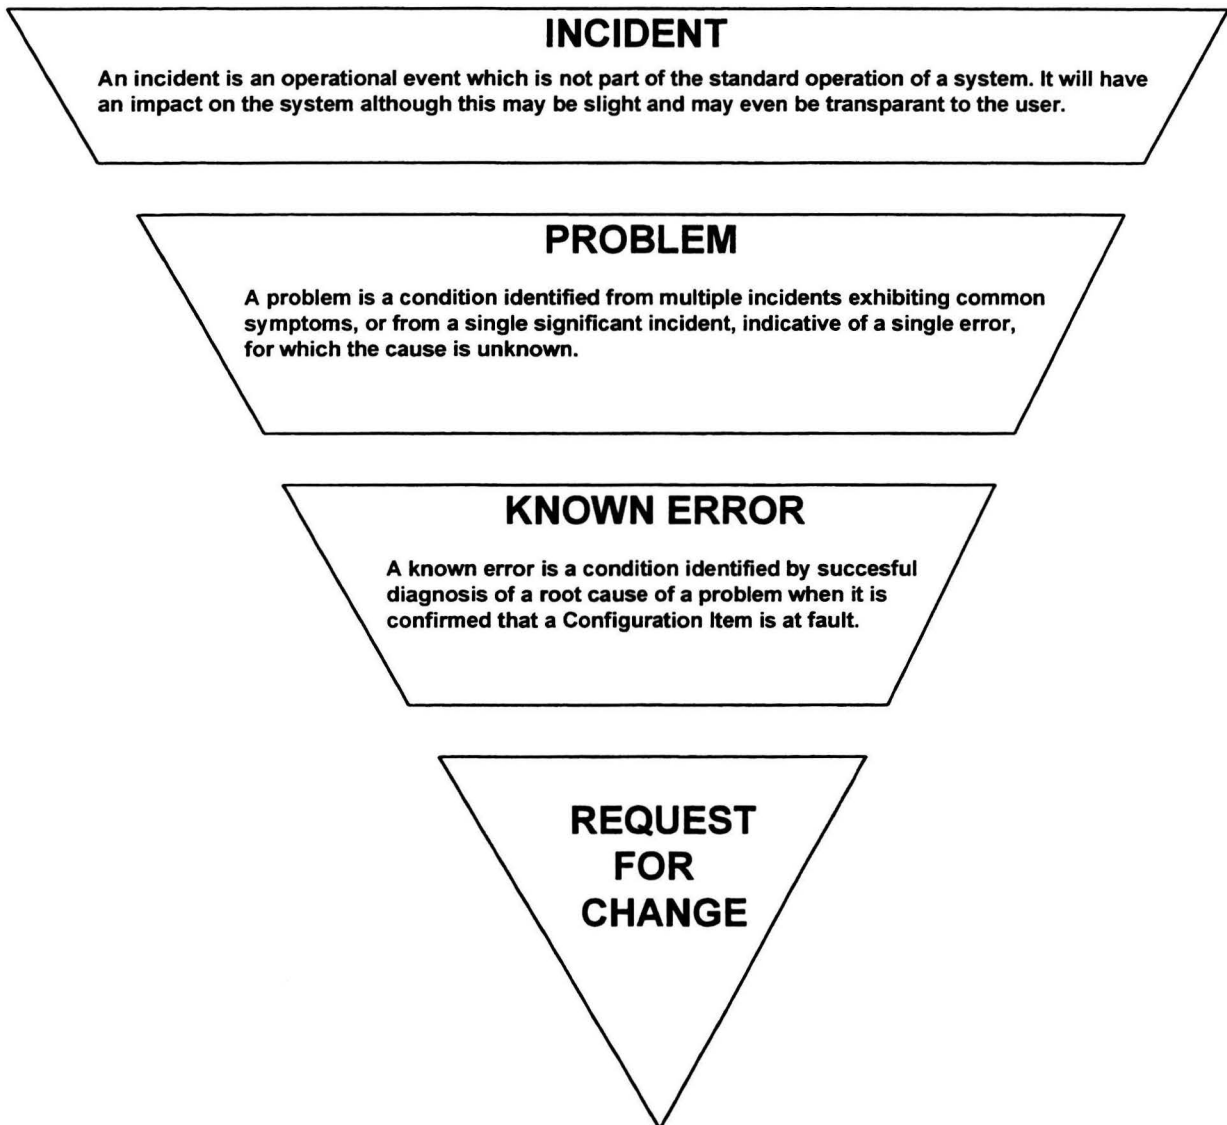 INCIDENT
An incident is an operational event which is not part of the standard operation of a system. It will have
an impact on the system although this may be slight and may even be transparant to the user.
PROBLEM
A problem is a condition identified from multiple incidents exhibiting common
symptoms, or from a single significant incident, indicative of a single error,
for which the cause is unknown.
KNOWN ERROR
A known error is a condition identified by succesful
diagnosis of a root cause of a problem when it is
confirmed that a Configuration Item is at fault.
REQUEST
FOR
CHANGE